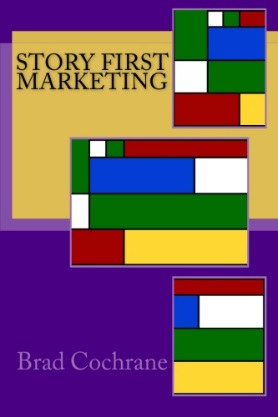 STORY FIRST
MARKETING
Brad Cochrane